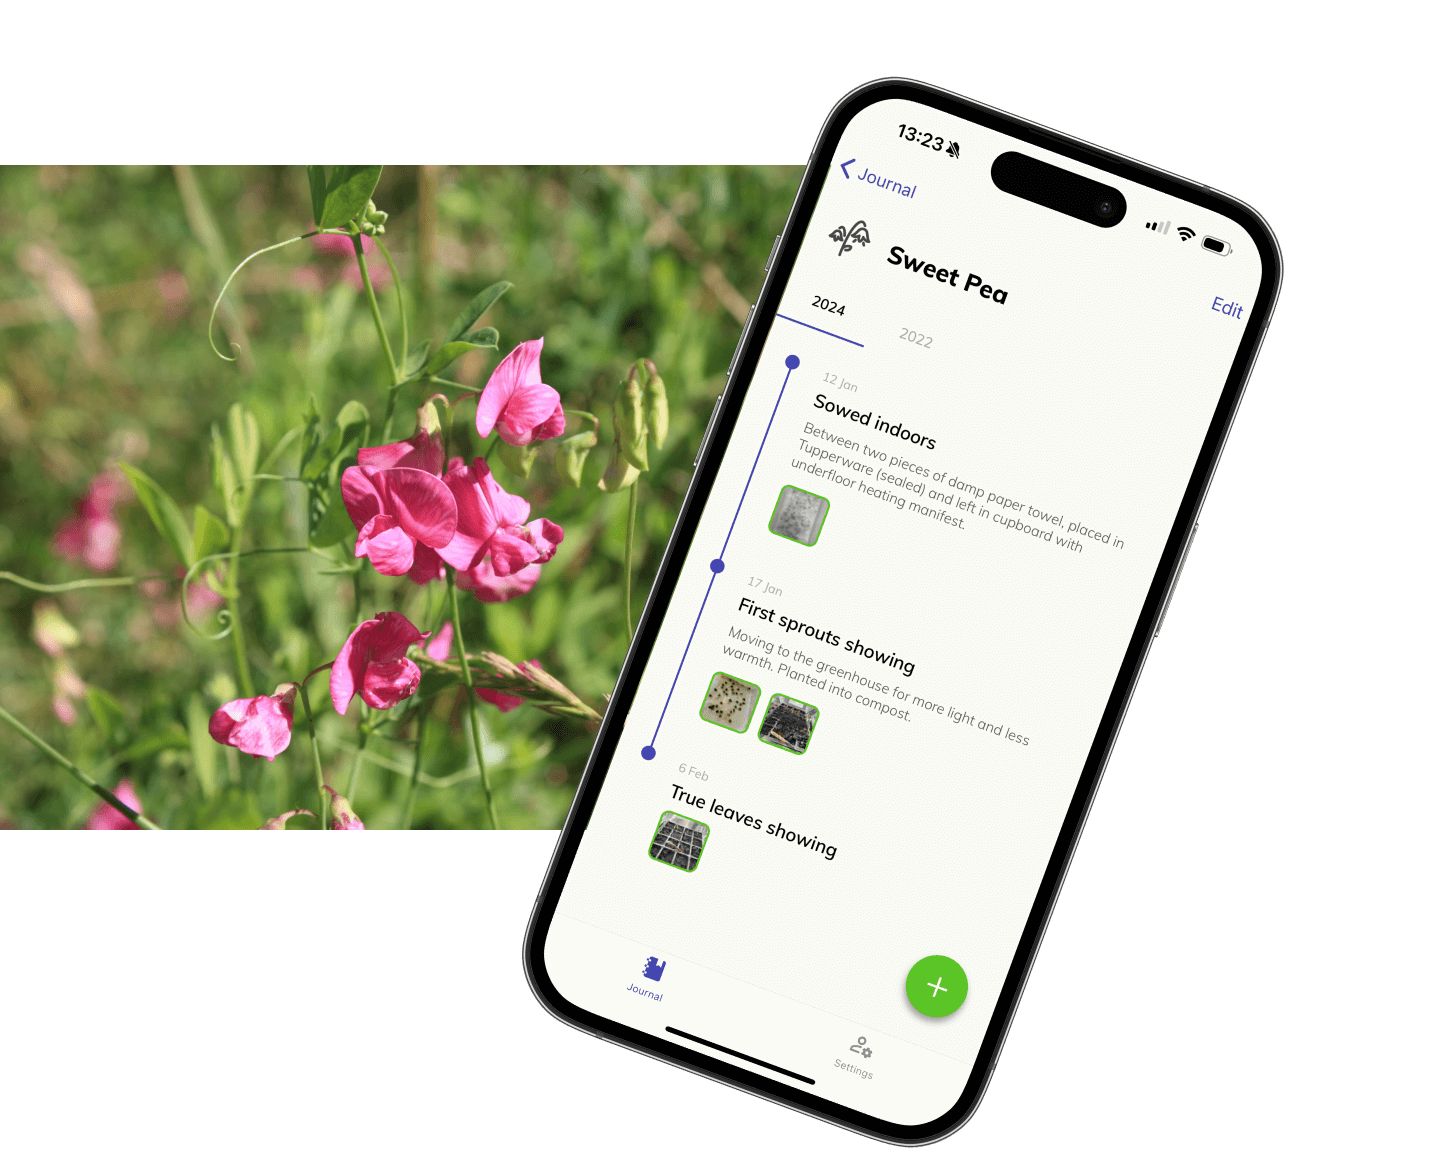 13:23
Journal
Sweet Pea
Edit
2024
2022
12 Jan
Sowed indoors
Between two pieces of damp paper towel, placed in
Tupperware (sealed) and left in cupboard with
underfloor heating manifest.
17 Jan
First sprouts showing
Moving to the greenhouse for more light and less
warmth. Planted into compost.
6 Feb
True leaves showing
Journal
Settings